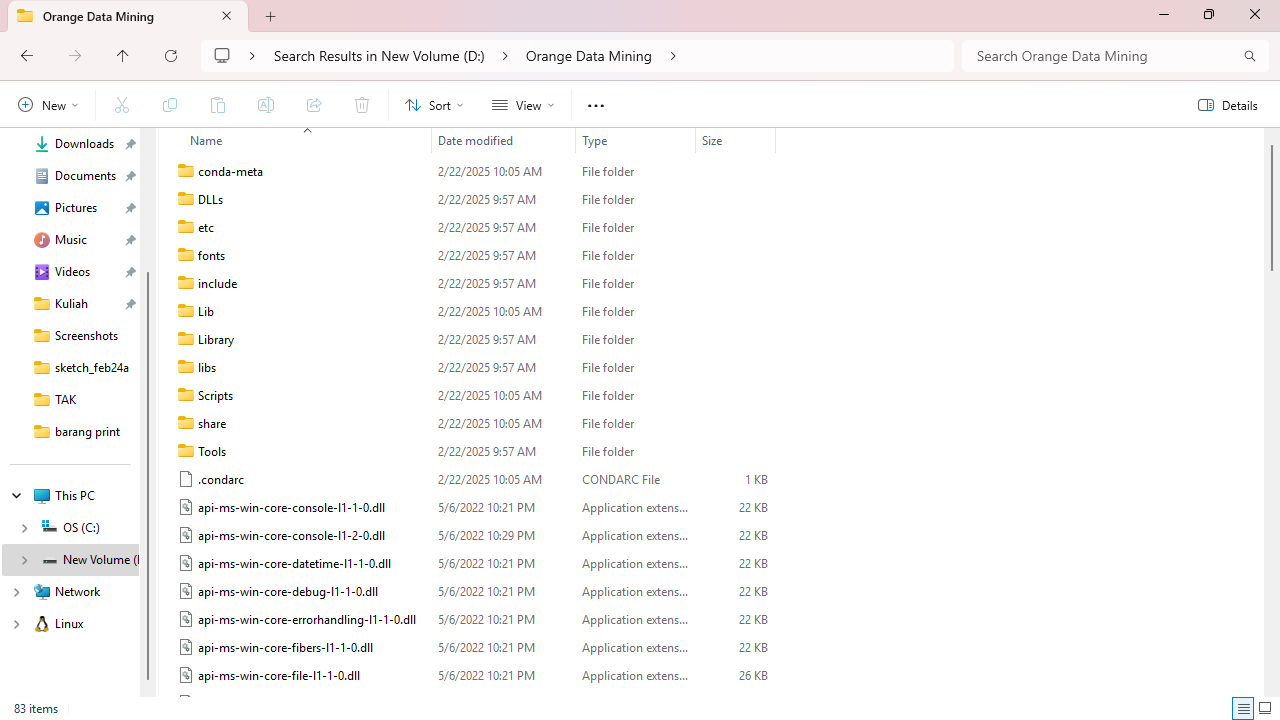 Orange Data Mining
Search Results in New Volume (D:) Orange Data Mining Search Orange Data Mining
New Sort View Details
Name Date modified Type Size
Downloads
Documents
Pictures
Music
Videos
Kuliah
Screenshots
sketch_feb24a
TAK
barang print
This PC
OS (C:)
New Volume (
Network
Linux
conda-meta 2/22/2025 10:05 AM File folder
DLLs 2/22/2025 9:57 AM File folder
etc 2/22/2025 9:57 AM File folder
fonts 2/22/2025 9:57 AM File folder
include 2/22/2025 9:57 AM File folder
Lib 2/22/2025 10:05 AM File folder
Library 2/22/2025 9:57 AM File folder
libs 2/22/2025 9:57 AM File folder
Scripts 2/22/2025 10:05 AM File folder
share 2/22/2025 10:05 AM File folder
Tools 2/22/2025 9:57 AM File folder
.condarc 2/22/2025 10:05 AM CONDARC File 1 KB
api-ms-win-core-console-l1-1-0.dll 5/6/2022 10:21 PM Application extens... 22 KB
api-ms-win-core-console-l1-2-0.dll 5/6/2022 10:29 PM Application extens... 22 KB
api-ms-win-core-datetime-l1-1-0.dll 5/6/2022 10:21 PM Application extens... 22 KB
api-ms-win-core-debug-l1-1-0.dll 5/6/2022 10:21 PM Application extens... 22 KB
api-ms-win-core-errorhandling-l1-1-0.dll 5/6/2022 10:21 PM Application extens... 22 KB
api-ms-win-core-fibers-l1-1-0.dll 5/6/2022 10:21 PM Application extens... 22 KB
api-ms-win-core-file-l1-1-0.dll 5/6/2022 10:21 PM Application extens... 26 KB
83 items